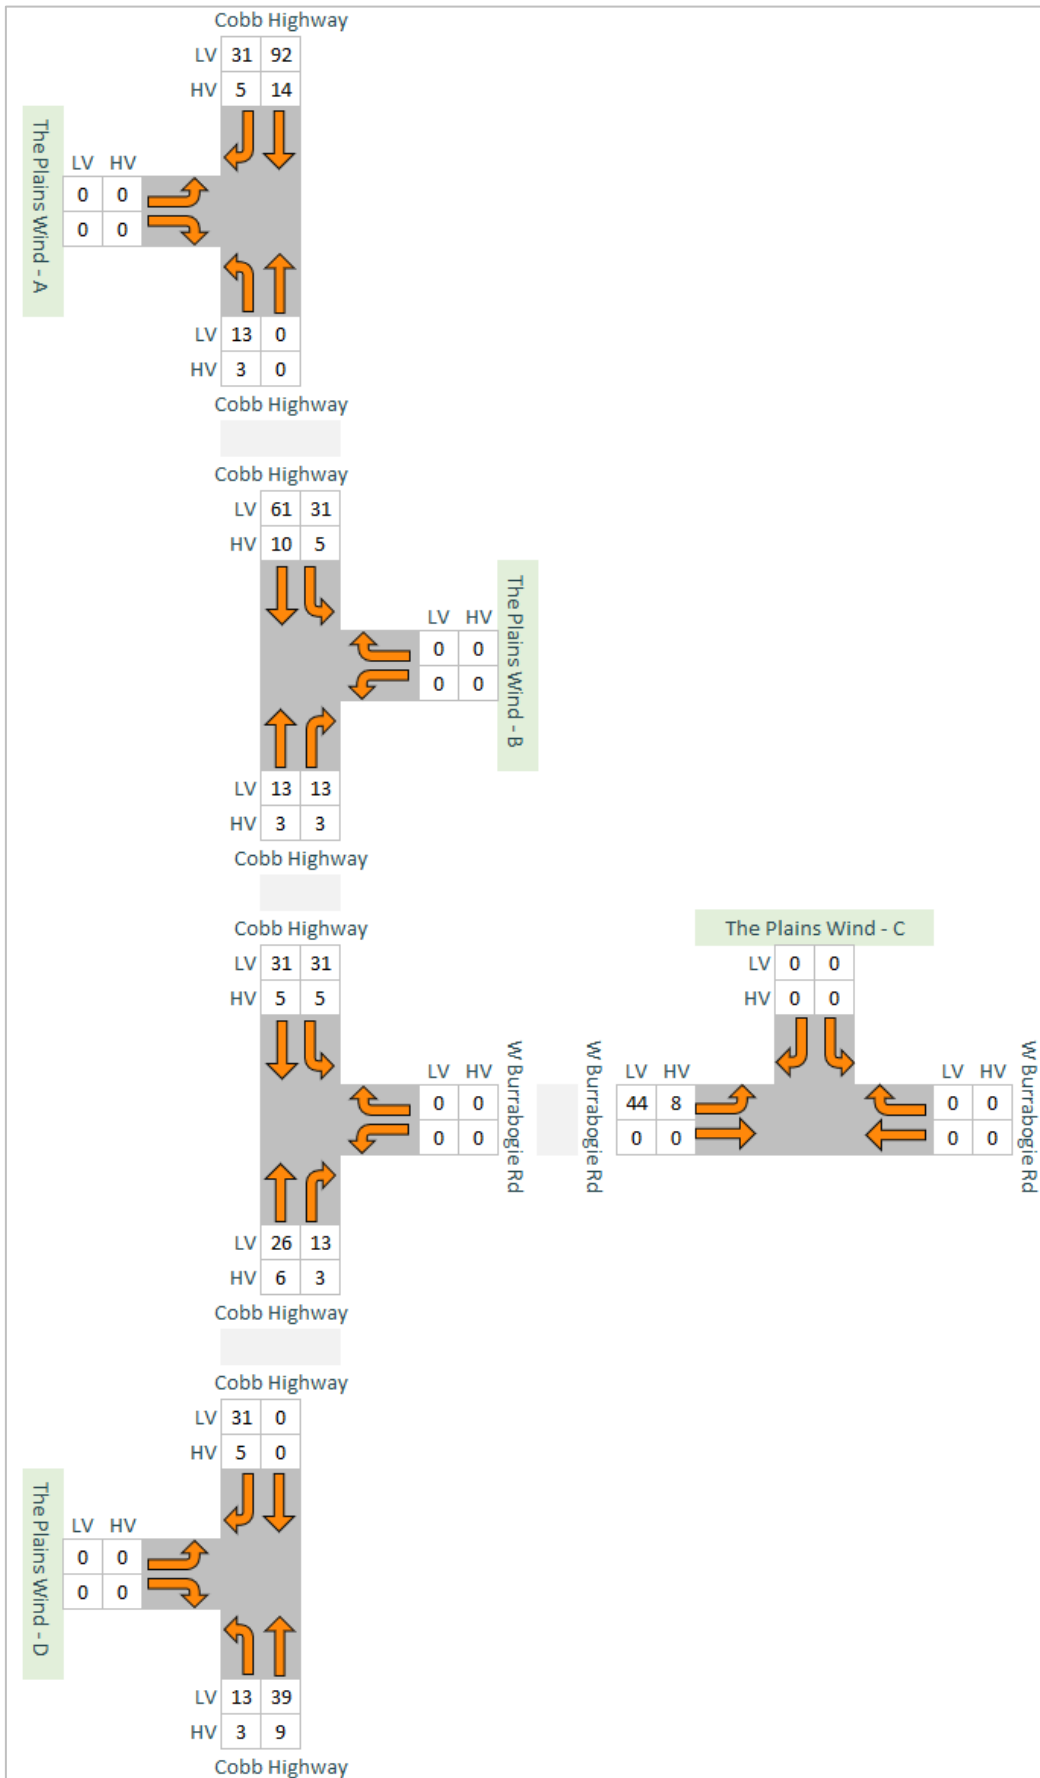 Cobb Highway
LV 31 92
HV 5 14
The Plains Wind - A
LV HV
0 0
0 0
LV 13 0
HV 3 0
Cobb Highway
Cobb Highway
LV 61 31
HV 10 5
The Plains Wind - B
LV HV
0 0
0 0
LV 13 13
HV 3 3
Cobb Highway
Cobb Highway
LV 31 31
HV 5 5
LV HV
0 0
0 0
W Burrabogie Rd
LV 26 13
HV 6 3
Cobb Highway
The Plains Wind - C
LV 0 0
HV 0 0
W Burrabogie Rd
LV HV
44 8
0 0
LV HV
0 0
0 0
W Burrabogie Rd
Cobb Highway
LV 31 0
HV 5 0
The Plains Wind - D
LV HV
0 0
0 0
LV 13 39
HV 3 9
Cobb Highway